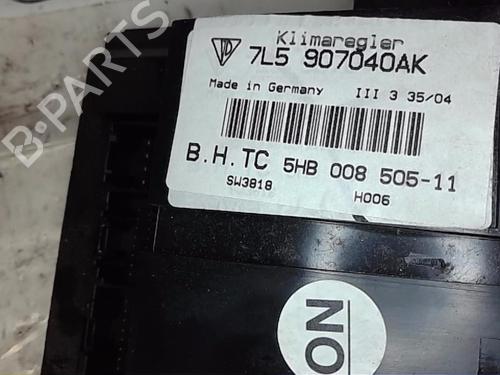 Klimaregler
7L5 907040AK
Made in Germany III 3 35/04
B.H.TC 5HB 008 505-11
SW3818 H006
ON
B-PARTS